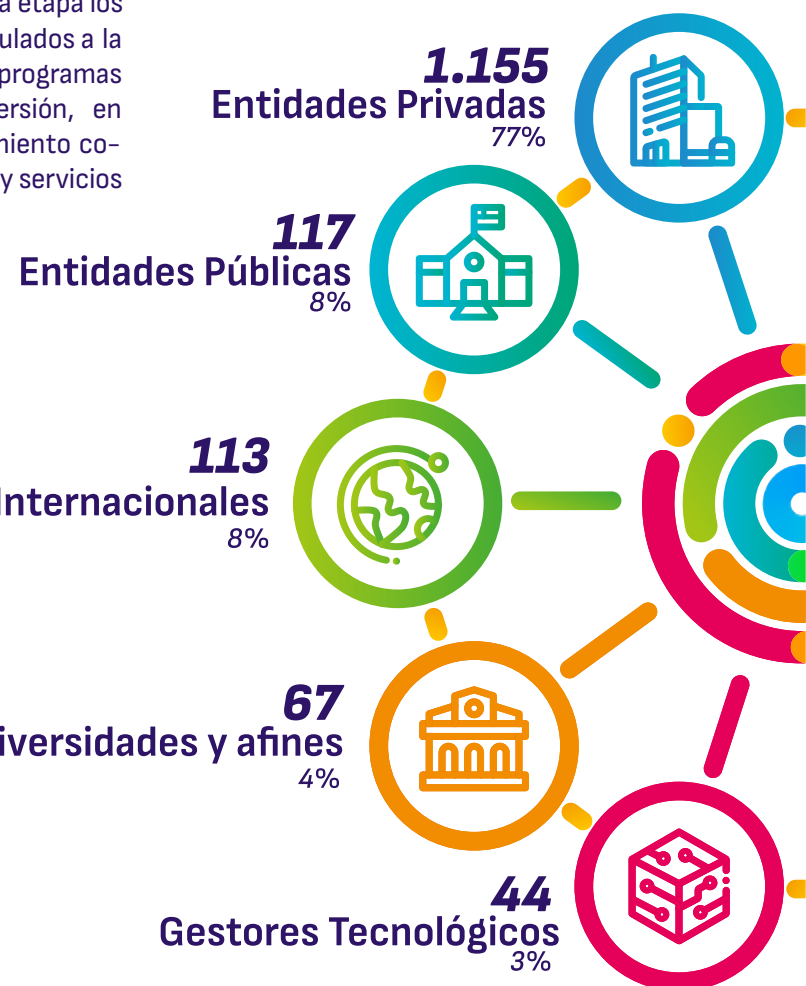 a etapa los
ulados a la
programas
ersión, en
miento co-
y servicios
1.155
Entidades Privadas
77%
117
Entidades Públicas
8%
113
Internacionales
8%
67
iversidades y afines
4%
44
Gestores Tecnológicos
3%